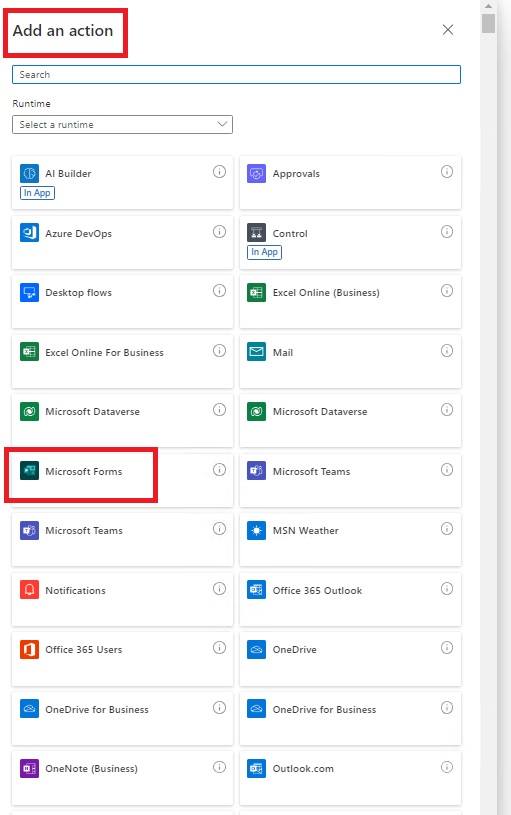 Add an action
Search
Runtime
Select a runtime
AI Builder
In App
Approvals
Azure DevOps
Control
In App
Desktop flows
Excel Online (Business)
Excel Online For Business
Mail
Microsoft Dataverse
Microsoft Dataverse
Microsoft Forms
Microsoft Teams
Microsoft Teams
MSN Weather
Notifications
Office 365 Outlook
Office 365 Users
OneDrive
OneDrive for Business
OneDrive for Business
OneNote (Business)
Outlook.com